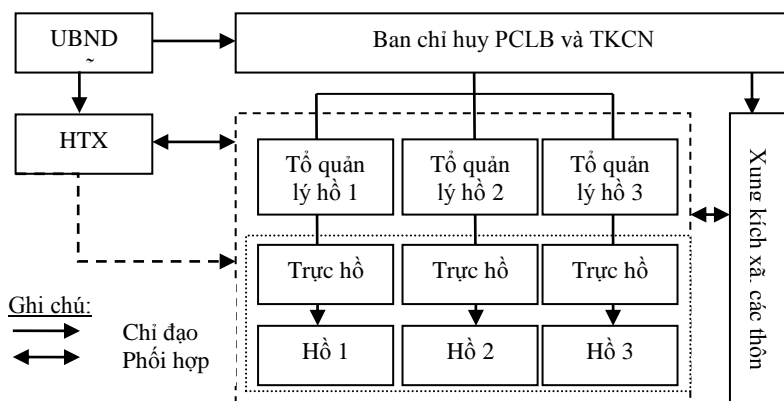 UBND
Ban chỉ huy PCLB và TKCN
HTX
Tổ quản
lý hồ 1
Tổ quản
lý hồ 2
Tổ quản
lý hồ 3
Xung kích xã. các thôn
Trực hồ
Trực hồ
Trực hồ
Ghi chú:
Chỉ đạo
Phối hợp
Hồ 1
Hồ 2
Hồ 3